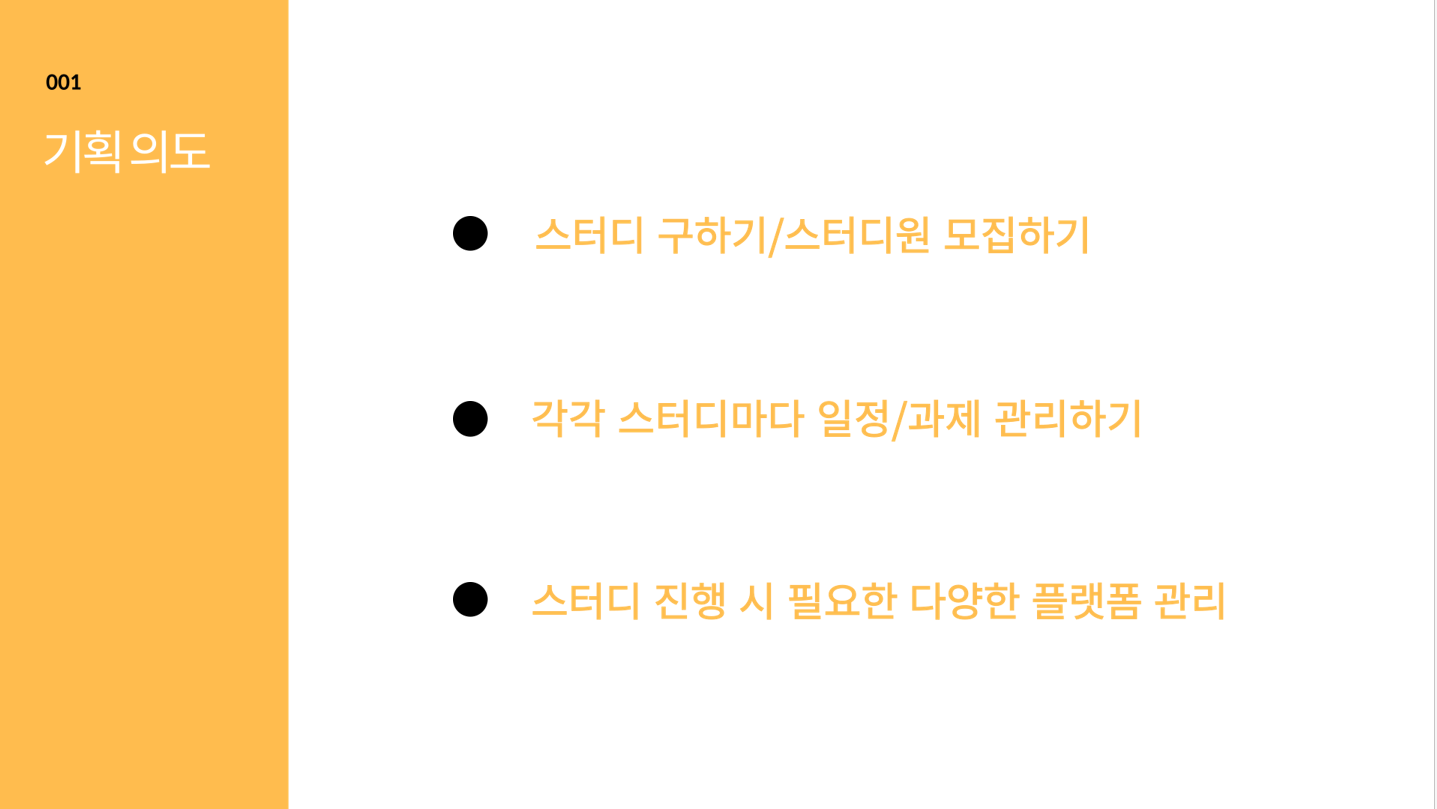 001
기획 의도
스터디 구하기/스터디원 모집하기
각각 스터디마다 일정/과제 관리하기
스터디 진행 시 필요한 다양한 플랫폼 관리